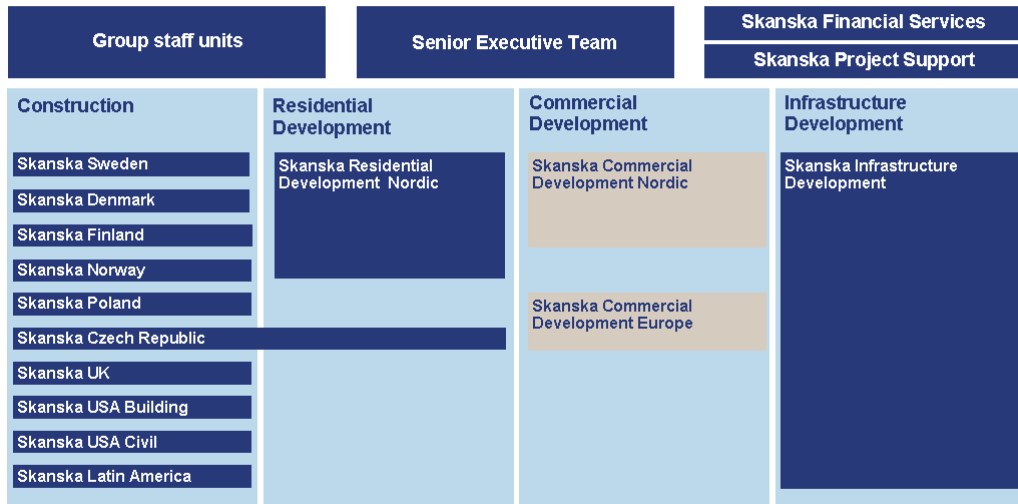 Group staff units
Senior Executive Team
Skanska Financial Services
Skanska Project Support
Construction
Skanska Sweden
Skanska Denmark
Skanska Finland
Skanska Norway
Skanska Poland
Skanska Czech Republic
Skanska UK
Skanska USA Building
Skanska USA Civil
Skanska Latin America
Residential
Development
Skanska Residential
Development Nordic
Commercial
Development
Skanska Commercial
Development Nordic
Skanska Commercial
Development Europe
Infrastructure
Development
Skanska Infrastructure
Development